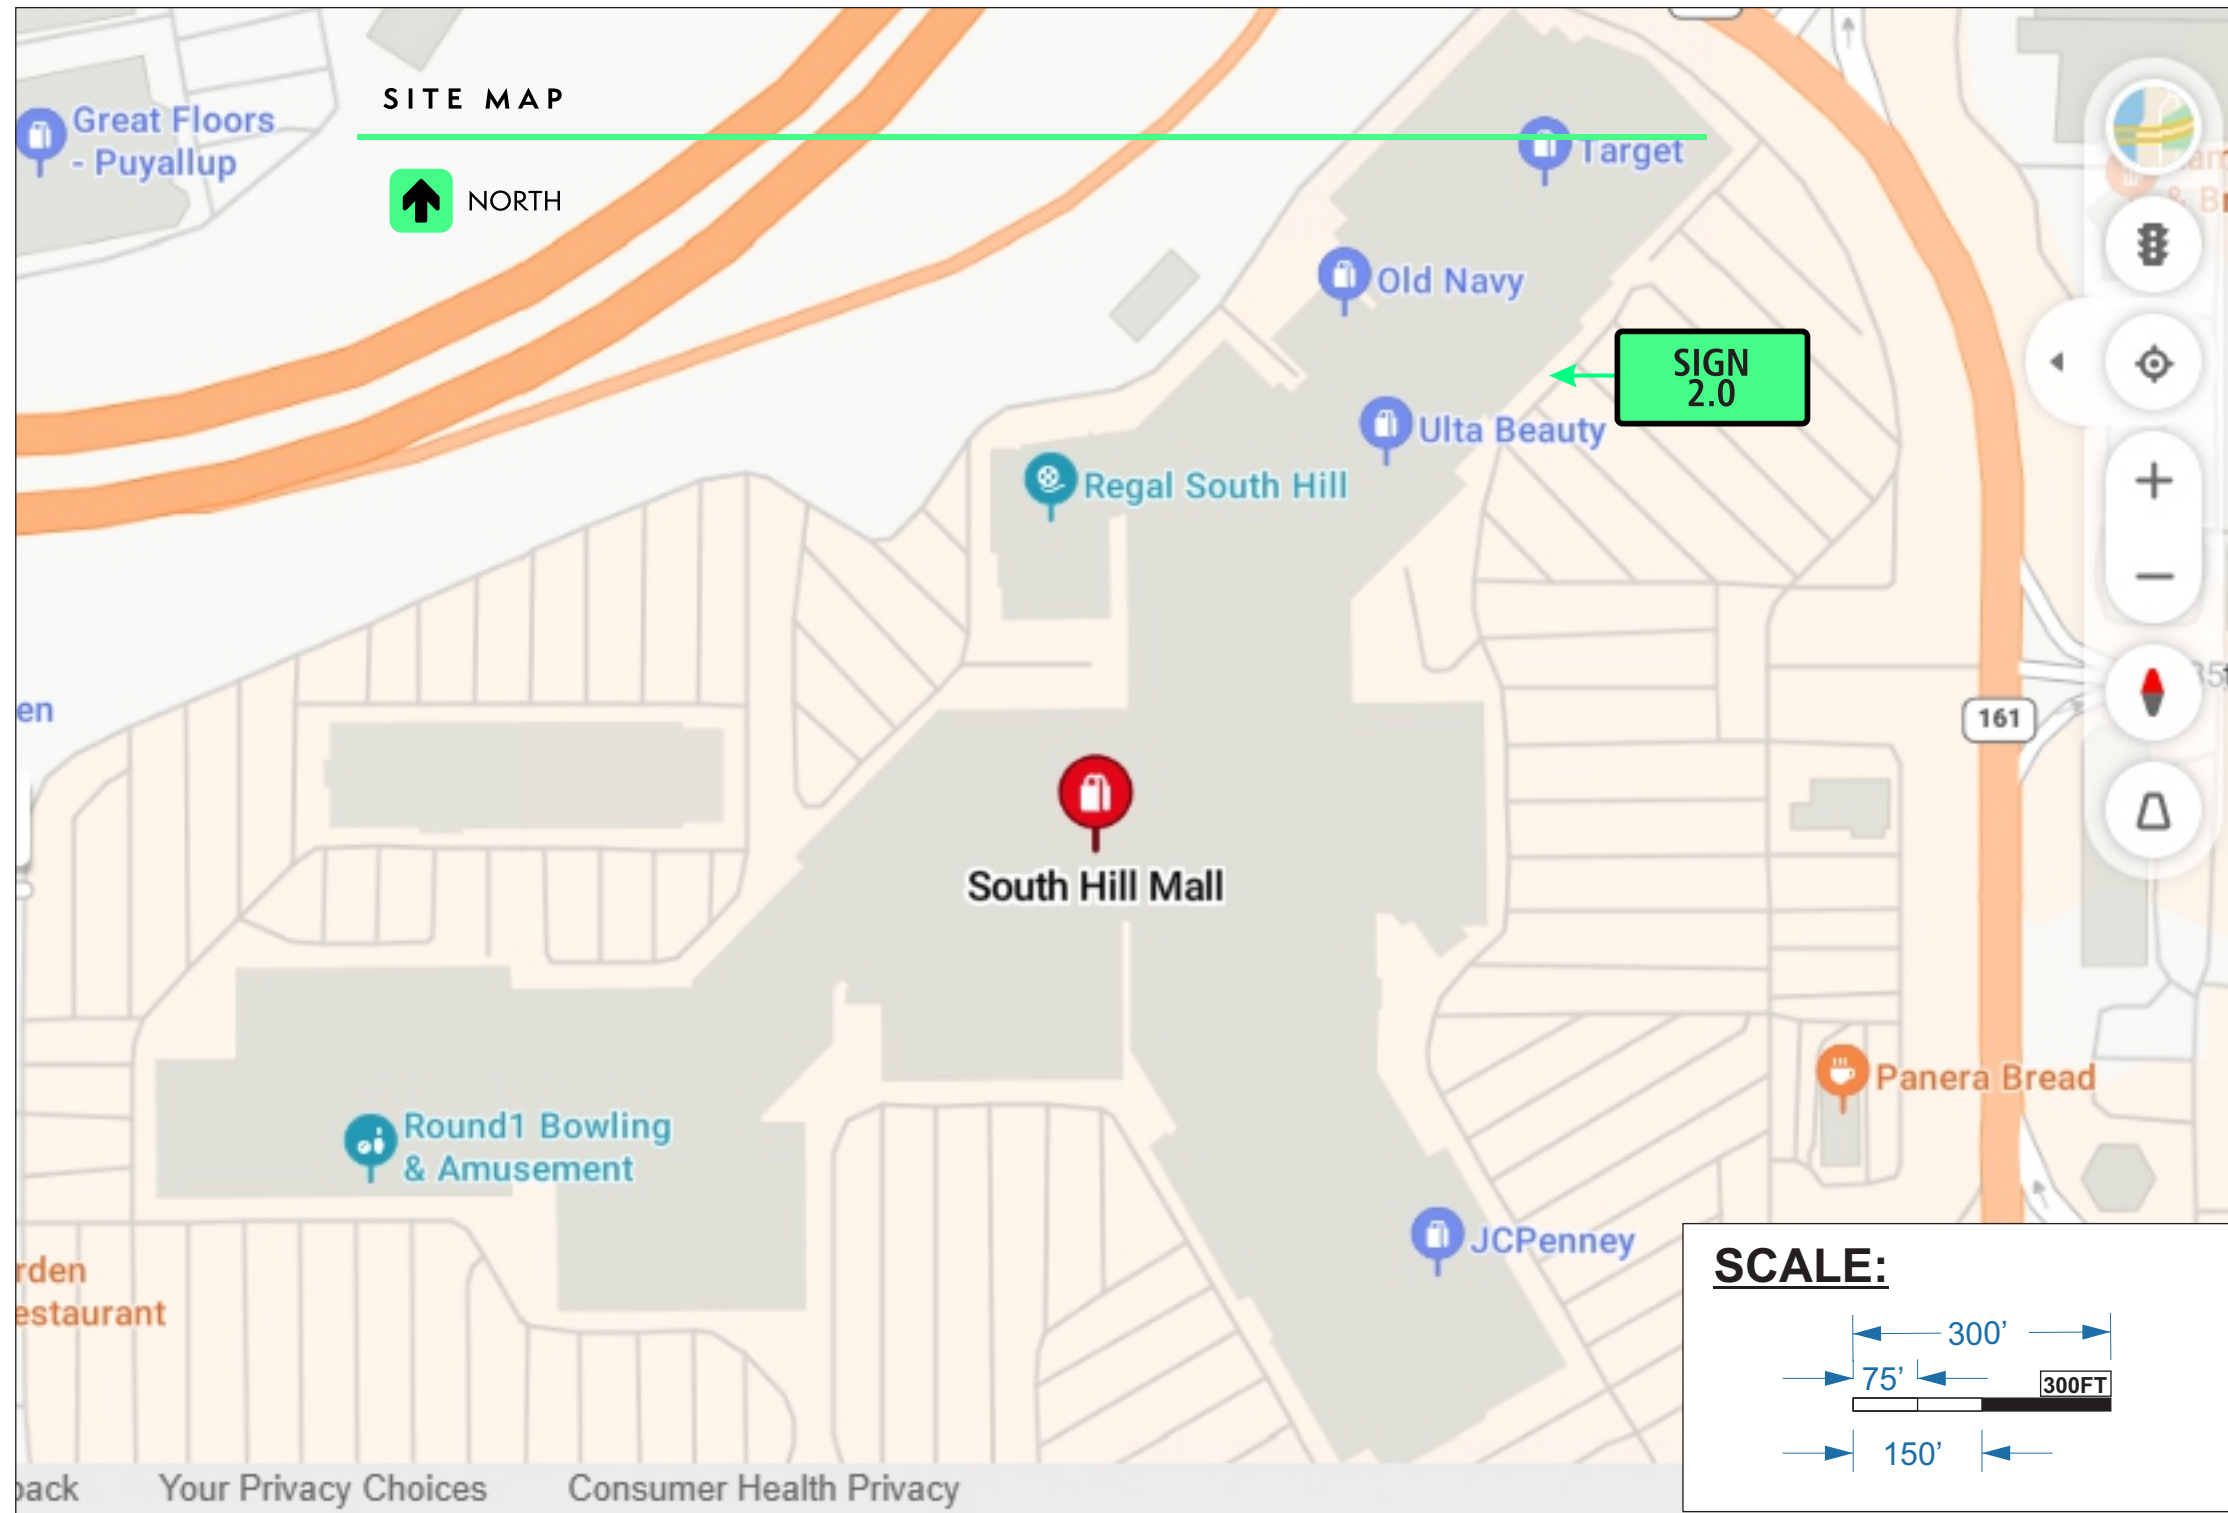 SITE MAP
NORTH
Great Floors
- Puyallup
Target
Old Navy
SIGN
2.0
Ulta Beauty
Regal South Hill
en
161
South Hill Mall
Panera Bread
Round1 Bowling
& Amusement
JCPenney
rden
estaurant
SCALE:
300’
75’
300FT
150’
back
Your Privacy Choices
Consumer Health Privacy